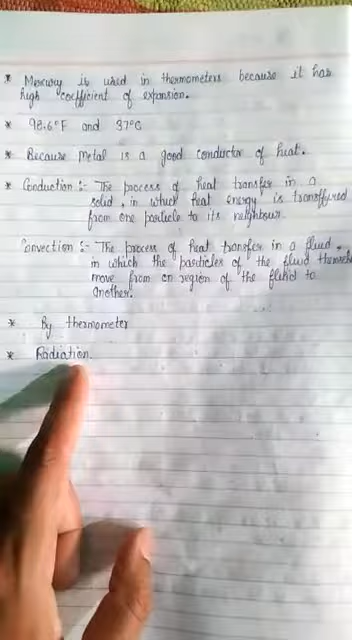 * Mercury is used in thermometers because it has
high coefficient of expansion.
* 98.6°F and 37°C
* Because metal is a good conductor of heat.
* Conduction :- The process of heat transfer in a
solid, in which heat energy is transffured
from one particle to its neighbour.
Convection :- The process of heat transfer in a fluid,
in which the particles of the fluid themselv
move from on region of the fluid to
another.
* By thermometer
* Radiation